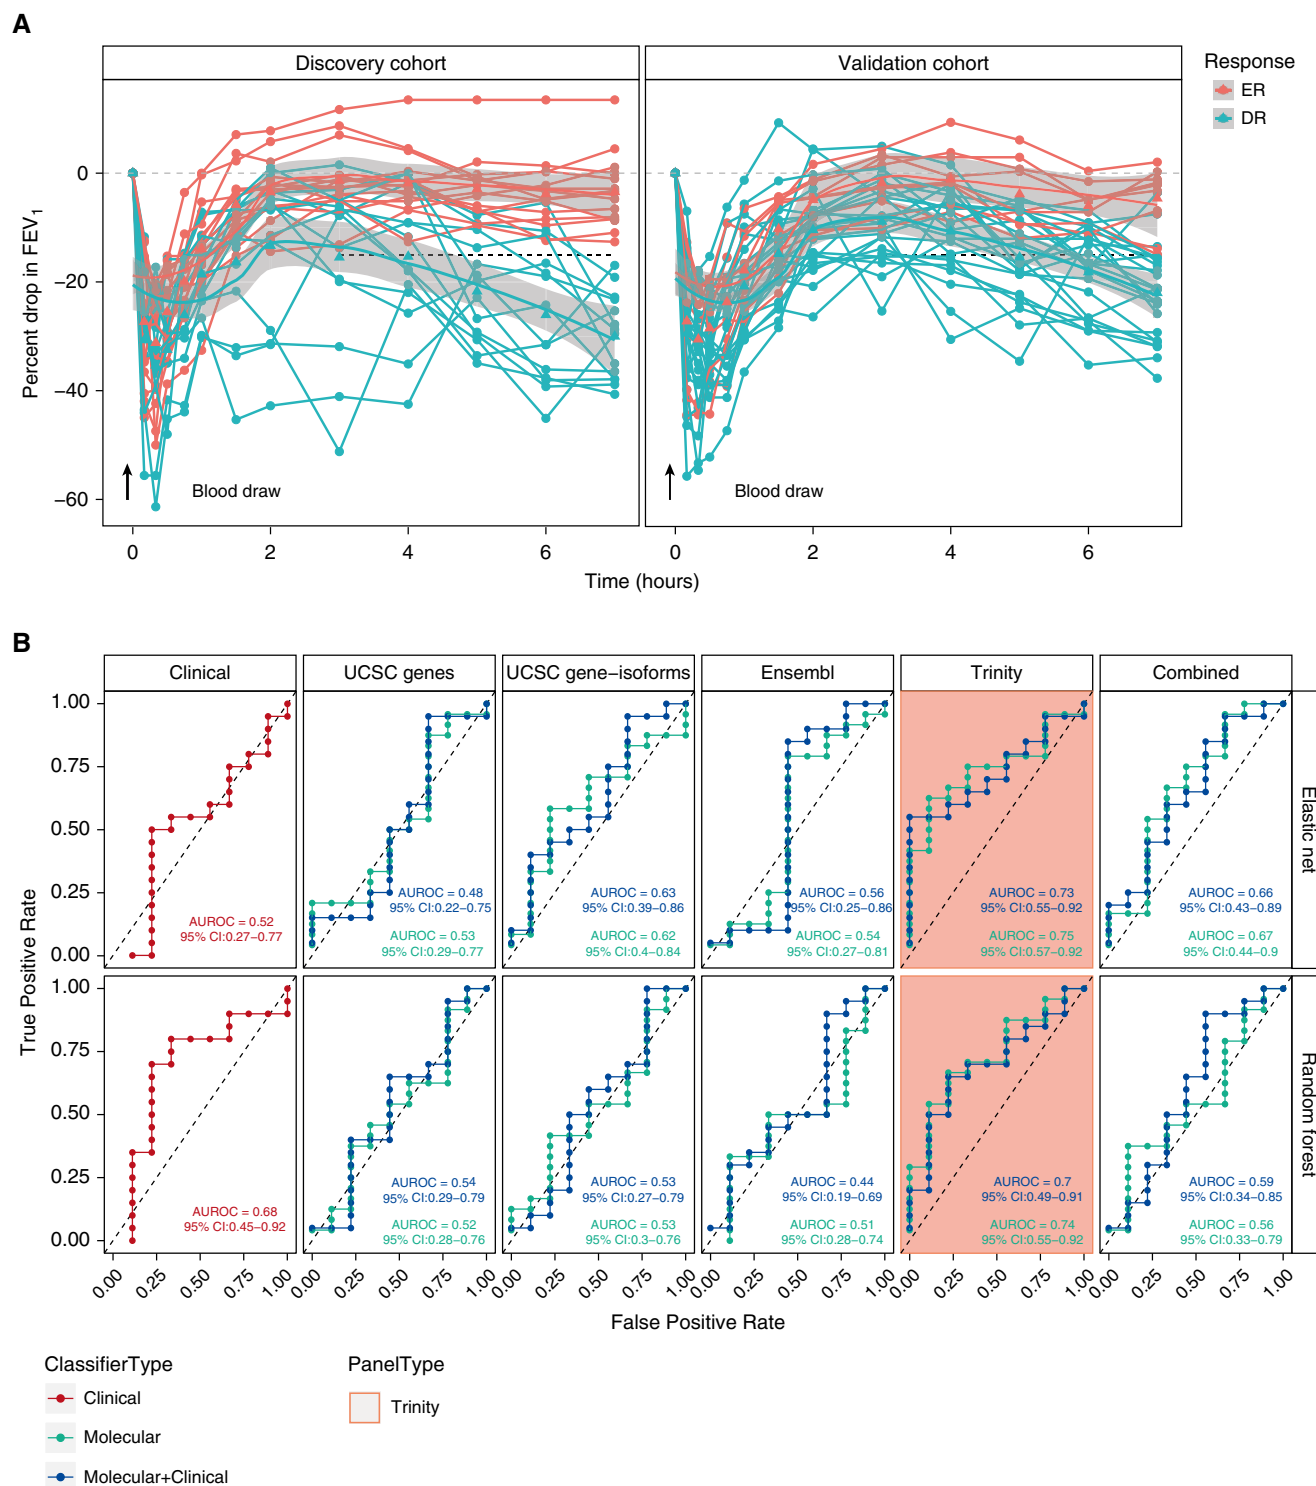 A
Discovery cohort
Validation cohort
Response
ER
DR
Percent drop in FEV1
0
−20
−40
−60
Blood draw
Blood draw
0 2 4 6
0 2 4 6
Time (hours)
B
Clinical
UCSC genes
UCSC gene−isoforms
Ensembl
Trinity
Combined
True Positive Rate
1.00
0.75
0.50
0.25
0.00
AUROC = 0.52
95% CI:0.27−0.77
AUROC = 0.48
95% CI:0.22−0.75
AUROC = 0.53
95% CI:0.29−0.77
AUROC = 0.63
95% CI:0.39−0.86
AUROC = 0.62
95% CI:0.4−0.84
AUROC = 0.56
95% CI:0.25−0.86
AUROC = 0.54
95% CI:0.27−0.81
AUROC = 0.73
95% CI:0.55−0.92
AUROC = 0.75
95% CI:0.57−0.92
AUROC = 0.66
95% CI:0.43−0.89
AUROC = 0.67
95% CI:0.44−0.9
Elastic net
1.00
0.75
0.50
0.25
0.00
AUROC = 0.68
95% CI:0.45−0.92
AUROC = 0.54
95% CI:0.29−0.79
AUROC = 0.52
95% CI:0.28−0.76
AUROC = 0.53
95% CI:0.27−0.79
AUROC = 0.53
95% CI:0.3−0.76
AUROC = 0.44
95% CI:0.19−0.69
AUROC = 0.51
95% CI:0.28−0.74
AUROC = 0.7
95% CI:0.49−0.91
AUROC = 0.74
95% CI:0.55−0.92
AUROC = 0.59
95% CI:0.34−0.85
AUROC = 0.56
95% CI:0.33−0.79
Random forest
0.00 0.25 0.50 0.75 1.00
0.00 0.25 0.50 0.75 1.00
0.00 0.25 0.50 0.75 1.00
0.00 0.25 0.50 0.75 1.00
0.00 0.25 0.50 0.75 1.00
0.00 0.25 0.50 0.75 1.00
False Positive Rate
ClassifierType
Clinical
Molecular
Molecular+Clinical
PanelType
Trinity